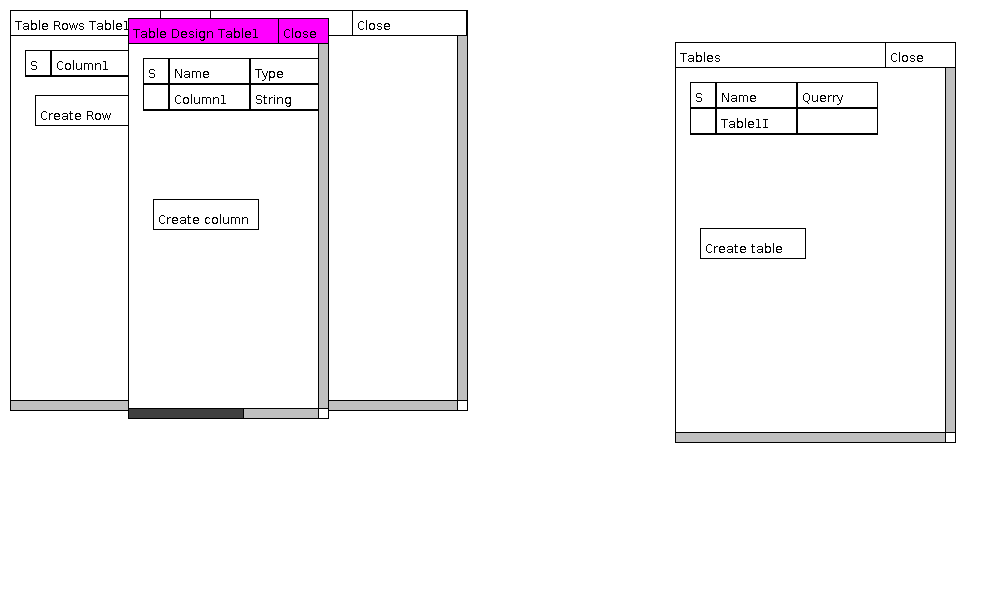 Table Rows Table1
Close
S
Column1
Create Row
Table Design Table1
Close
S
Name
Type
Column1
String
Create column
Tables
Close
S
Name
Querry
Table1I
Create table